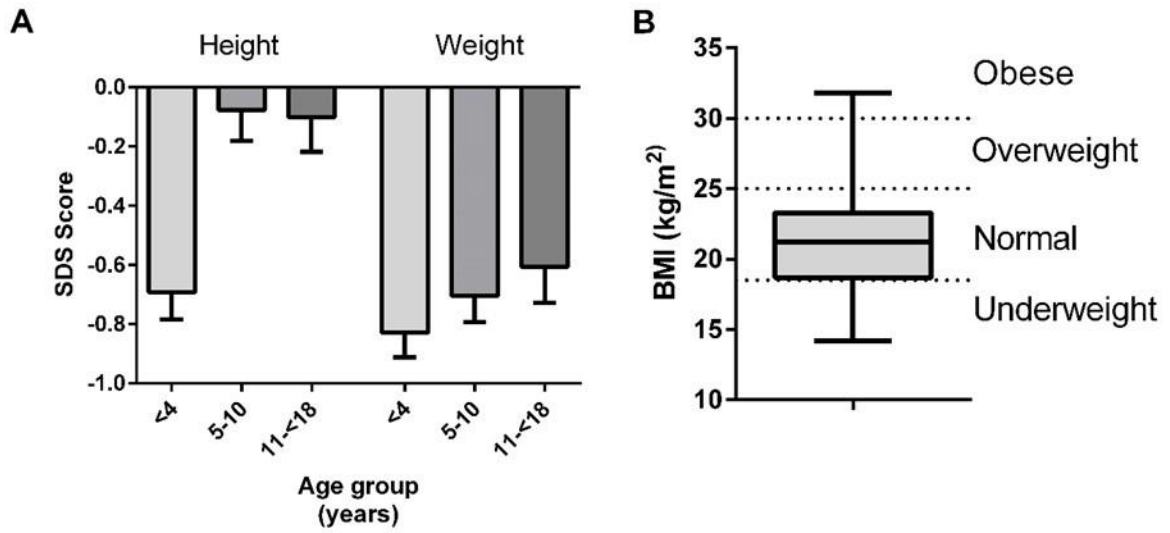 A
Height
Weight
SDS Score
0.0
-0.2
-0.4
-0.6
-0.8
-1.0
<4
5-10
11-<18
<4
5-10
11-<18
Age group
(years)
B
BMI (kg/m²)
35
30
25
20
15
10
Obese
Overweight
Normal
Underweight